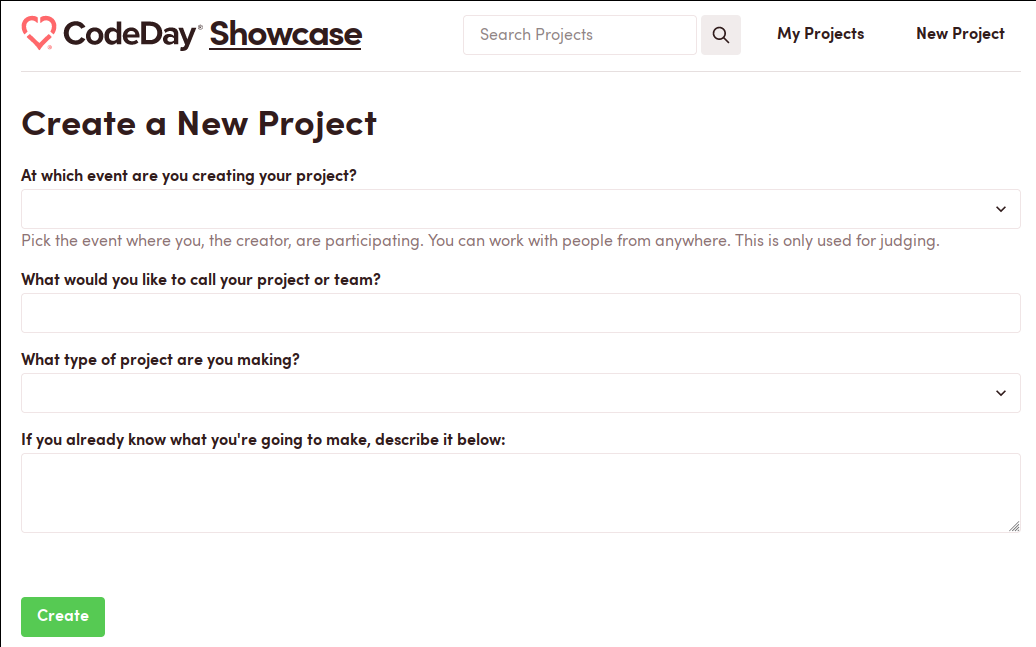 CodeDay® Showcase
Search Projects
My Projects
New Project
Create a New Project
At which event are you creating your project?
Pick the event where you, the creator, are participating. You can work with people from anywhere. This is only used for judging.
What would you like to call your project or team?
What type of project are you making?
If you already know what you're going to make, describe it below:
Create